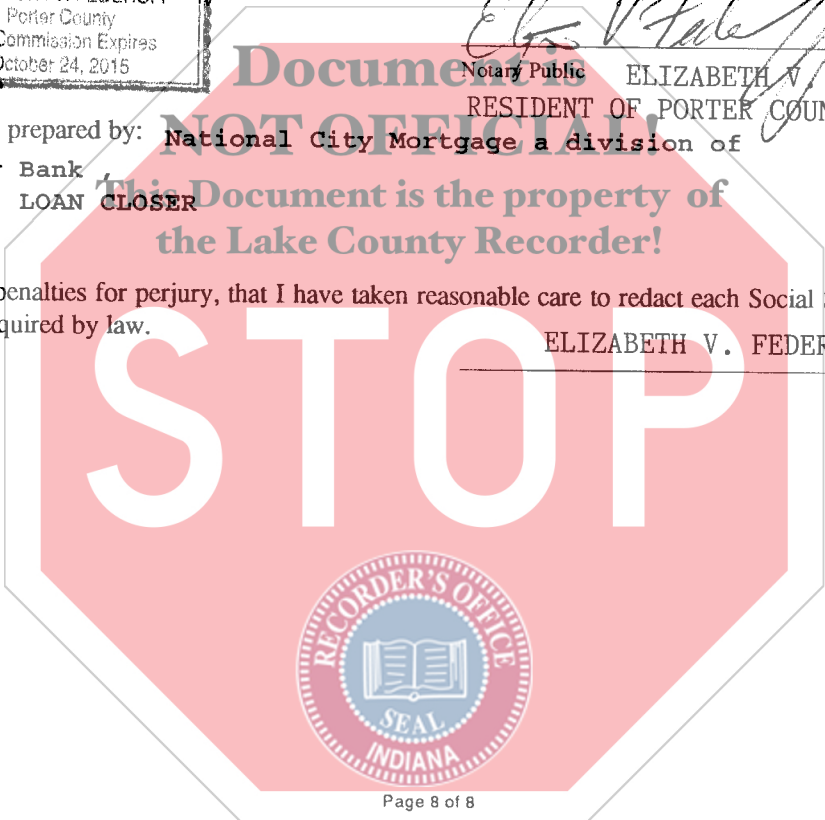 Porter County
Commission Expires
October 24, 2015
Document is
Notary Public ELIZABETH V
RESIDENT OF PORTER COUN
prepared by: National City Mortgage a division of
NOT OFFICIAL!
Bank ,
This Document is the property of
LOAN CLOSER
the Lake County Recorder!
penalties for perjury, that I have taken reasonable care to redact each Social
quired by law.
ELIZABETH V. FEDER
STOP
RECORDER'S OFFICE
SEAL
INDIANA
Page 8 of 8